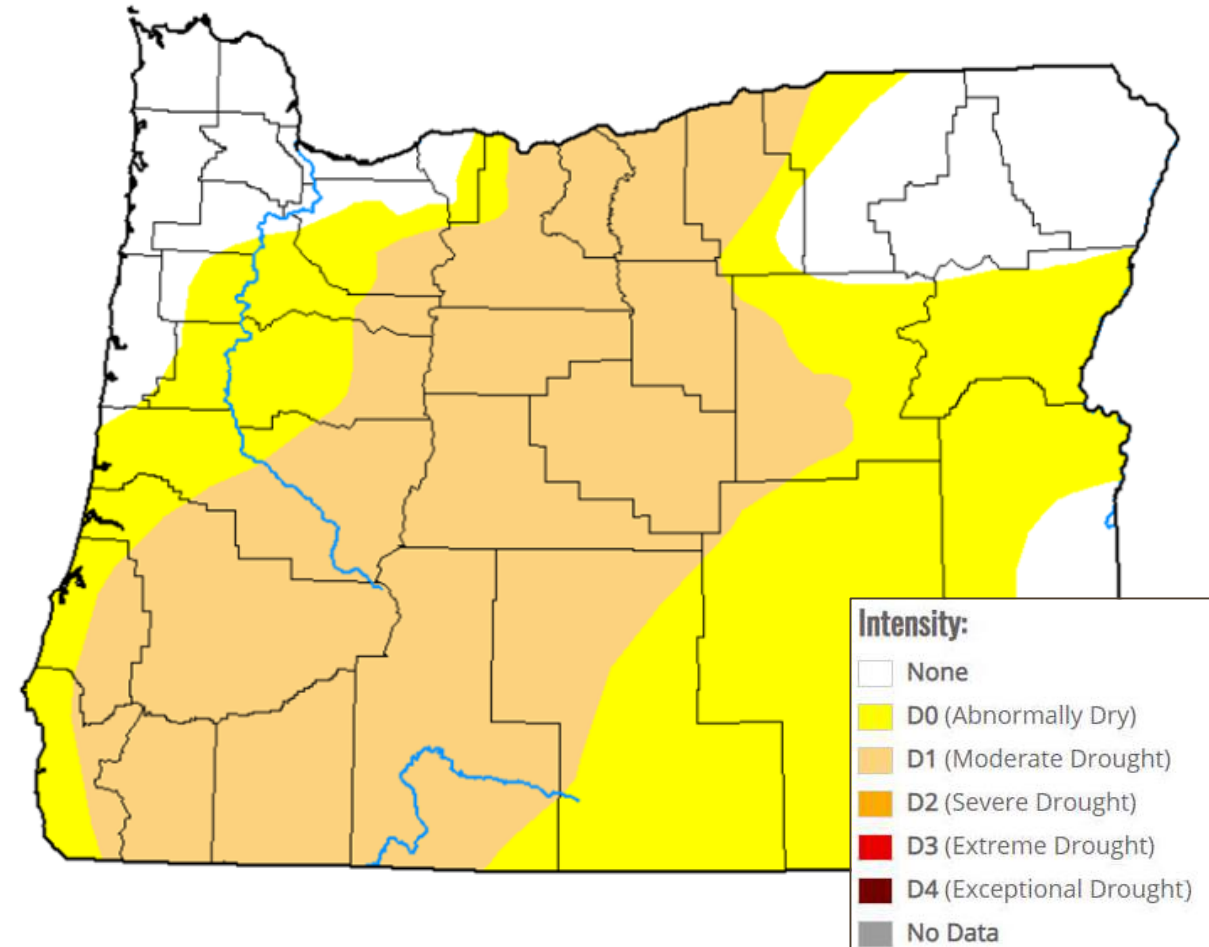 Intensity:
None
D0 (Abnormally Dry)
D1 (Moderate Drought)
D2 (Severe Drought)
D3 (Extreme Drought)
D4 (Exceptional Drought)
No Data